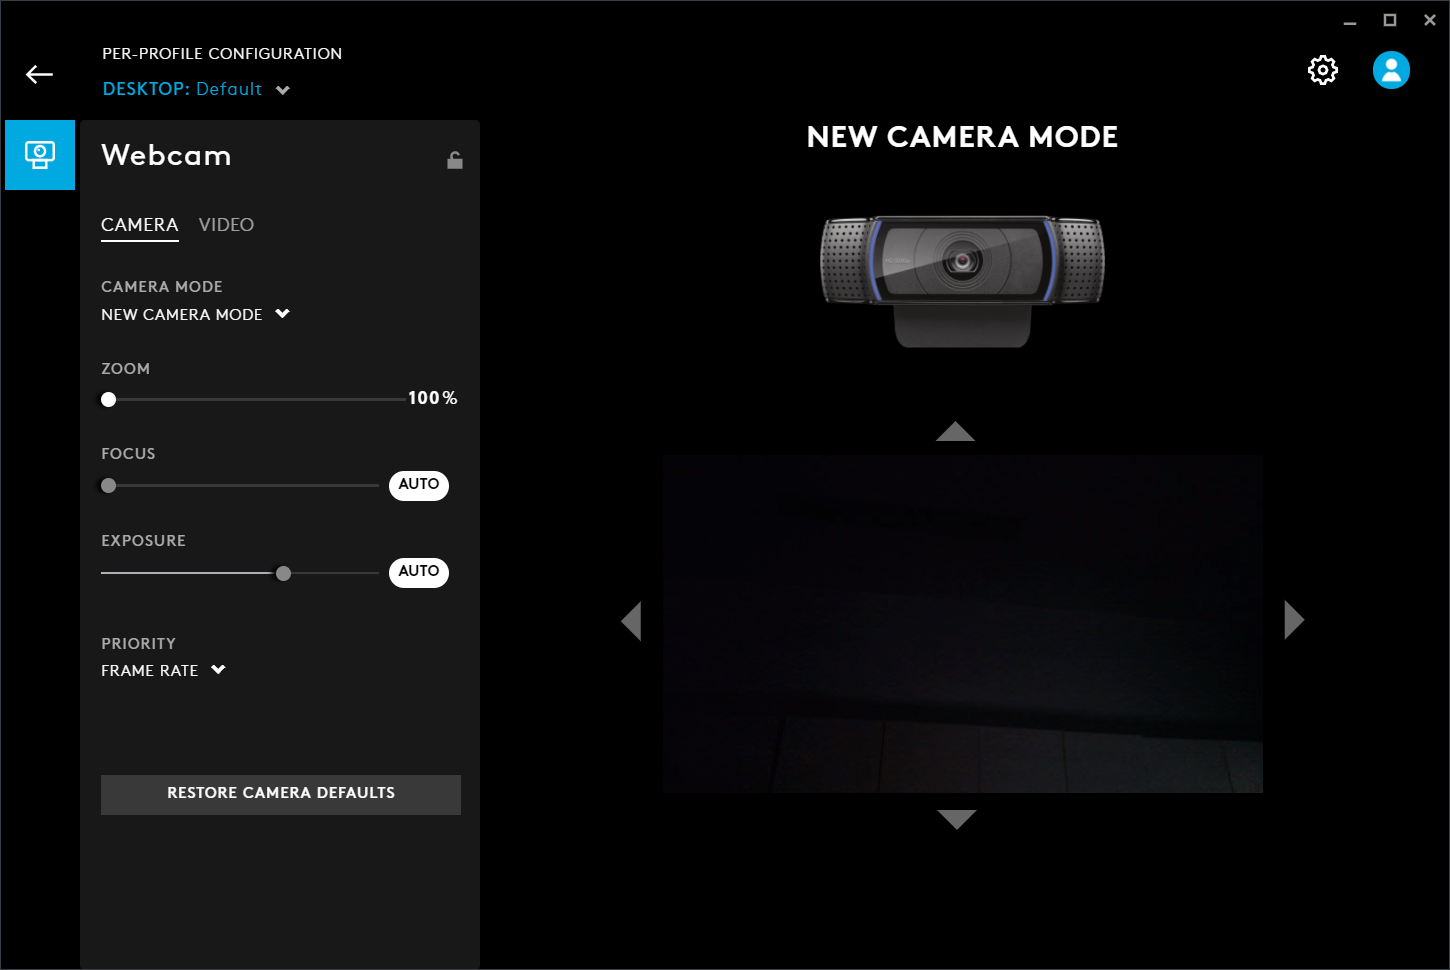 PER-PROFILE CONFIGURATION
DESKTOP: Default
Webcam
CAMERA VIDEO
CAMERA MODE
NEW CAMERA MODE
ZOOM
100%
FOCUS
AUTO
EXPOSURE
AUTO
PRIORITY
FRAME RATE
RESTORE CAMERA DEFAULTS
NEW CAMERA MODE